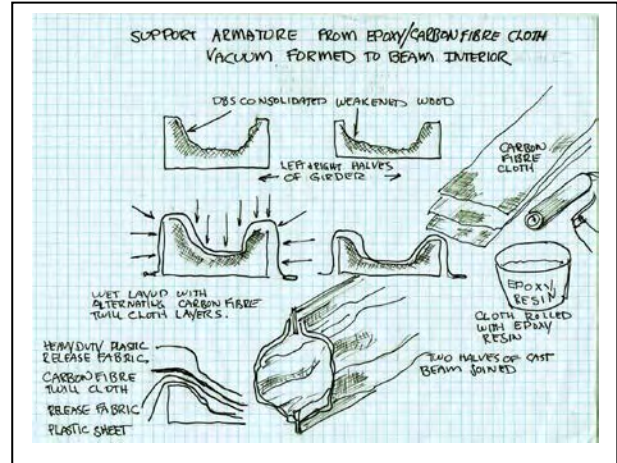 SUPPORT ARMATURE FROM EPOXY/CARBON FIBRE CLOTH
VACUUM FORMED TO BEAM INTERIOR
DBS CONSOLIDATED WEAKENED WOOD
LEFT & RIGHT HALVES
OF GIRDER
CARBON
FIBRE
CLOTH
WET LAYUP WITH
ALTERNATING CARBON FIBRE
TWILL CLOTH LAYERS.
EPOXY/
RESIN
CLOTH ROLLED
WITH EPOXY
RESIN
HEAVY DUTY PLASTIC
RELEASE FABRIC
CARBON FIBRE
TWILL CLOTH
RELEASE FABRIC
PLASTIC SHEET
TWO HALVES OF CAST
BEAM JOINED